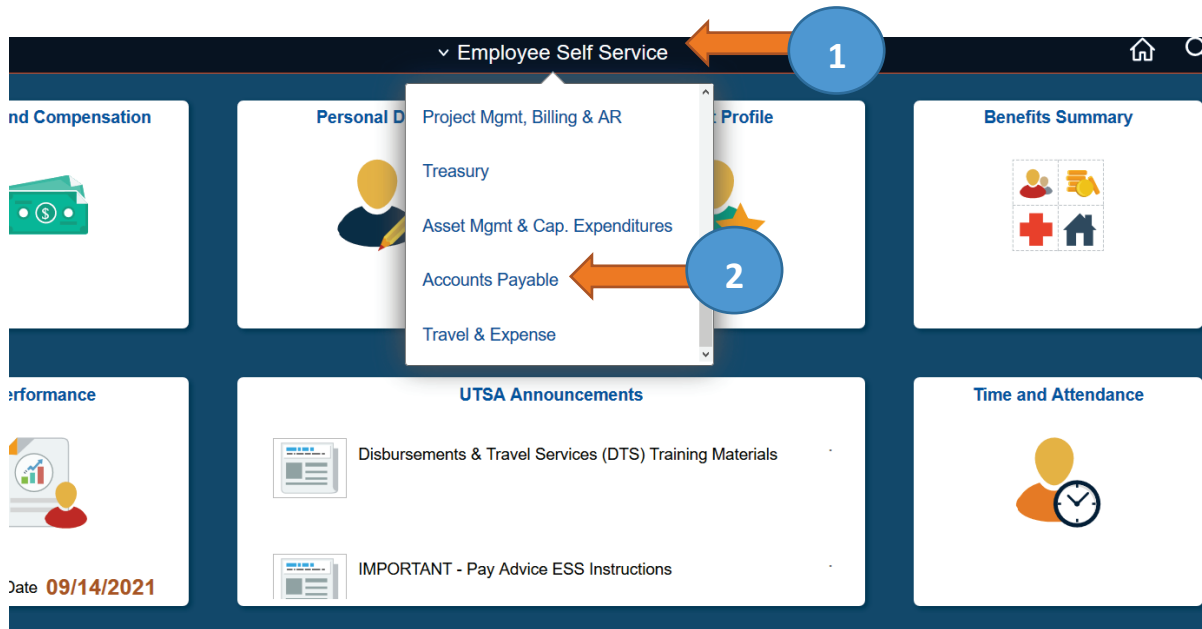 Employee Self Service
1
nd Compensation
Personal D
Project Mgmt, Billing & AR
Profile
Benefits Summary
Treasury
Asset Mgmt & Cap. Expenditures
Accounts Payable
2
Travel & Expense
erformance
UTSA Announcements
Time and Attendance
Disbursements & Travel Services (DTS) Training Materials
IMPORTANT - Pay Advice ESS Instructions
Date 09/14/2021